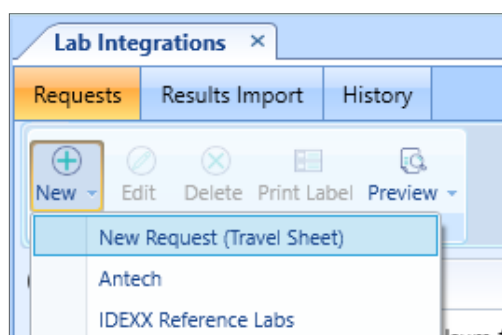 Lab Integrations ×
Requests Results Import History
New Edit Delete Print Label Preview
New Request (Travel Sheet)
Antech
IDEXX Reference Labs